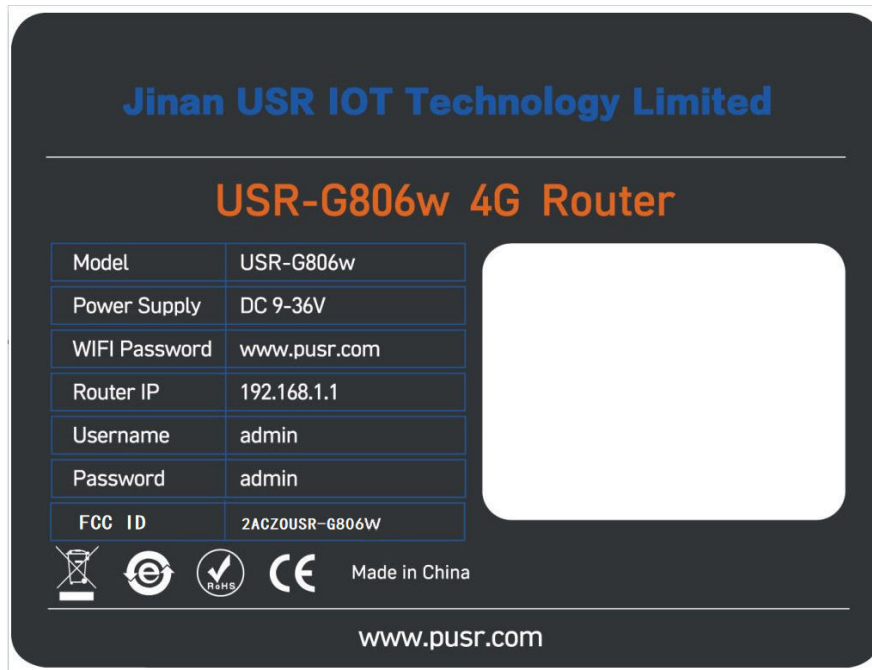 Jinan USR IOT Technology Limited
USR-G806w 4G Router
Model USR-G806w
Power Supply DC 9-36V
WIFI Password www.pusr.com
Router IP 192.168.1.1
Username admin
Password admin
FCC ID 2ACZOUSR-G806W
e RoHS CE Made in China
www.pusr.com